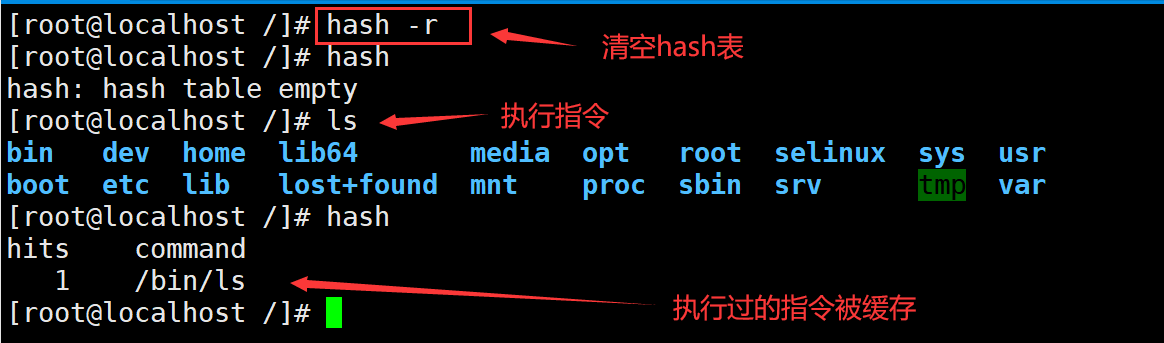 [root@localhost /]# hash -r
清空hash表
[root@localhost /]# hash
hash: hash table empty
[root@localhost /]# ls
执行指令
bin   dev  home  lib64       media  opt   root  selinux  sys  usr
boot  etc  lib   lost+found  mnt    proc  sbin  srv      tmp  var
[root@localhost /]# hash
hits    command
   1    /bin/ls
执行过的指令被缓存
[root@localhost /]#